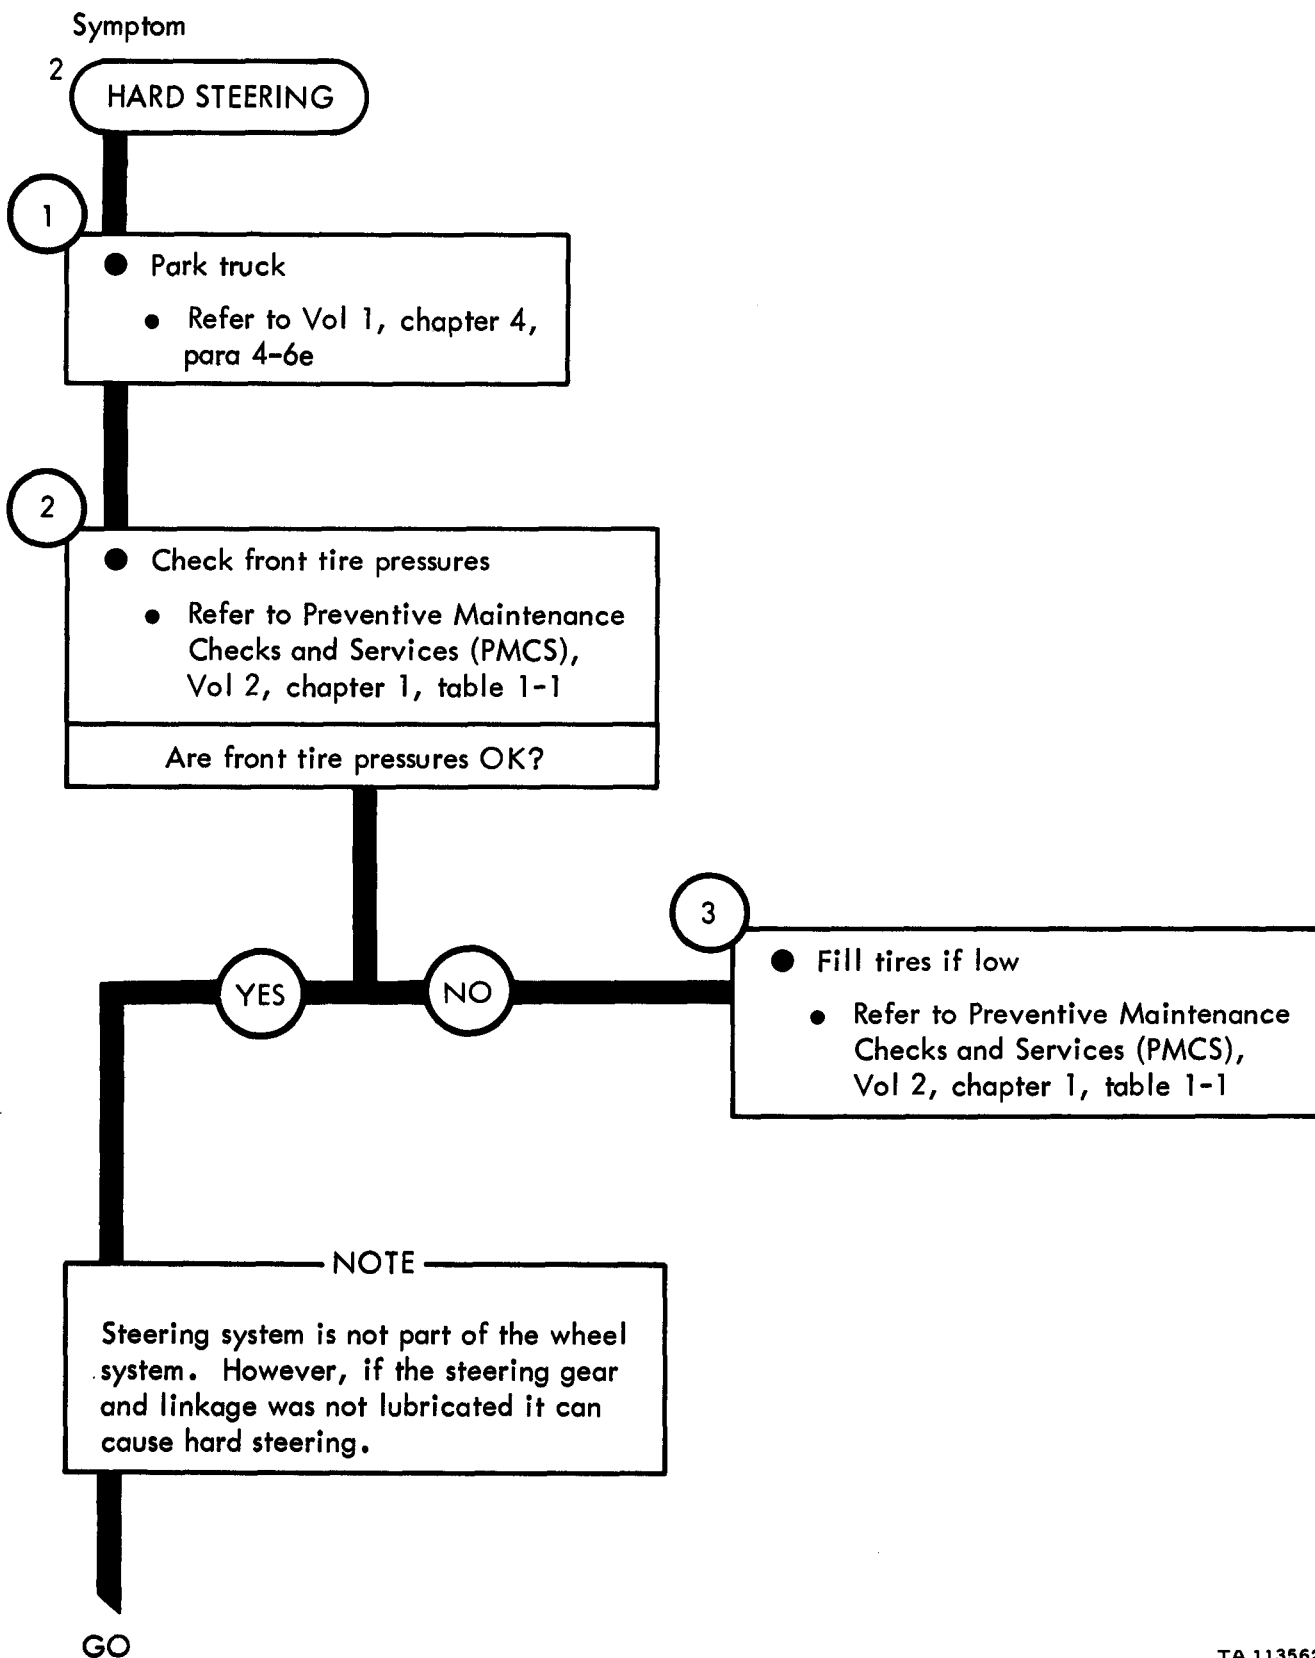 Symptom
2
HARD STEERING
1
● Park truck
● Refer to Vol 1, chapter 4,
para 4-6e
2
● Check front tire pressures
● Refer to Preventive Maintenance
Checks and Services (PMCS),
Vol 2, chapter 1, table 1-1
Are front tire pressures OK?
YES
NO
3
● Fill tires if low
● Refer to Preventive Maintenance
Checks and Services (PMCS),
Vol 2, chapter 1, table 1-1
NOTE
Steering system is not part of the wheel
system. However, if the steering gear
and linkage was not lubricated it can
cause hard steering.
GO
TA